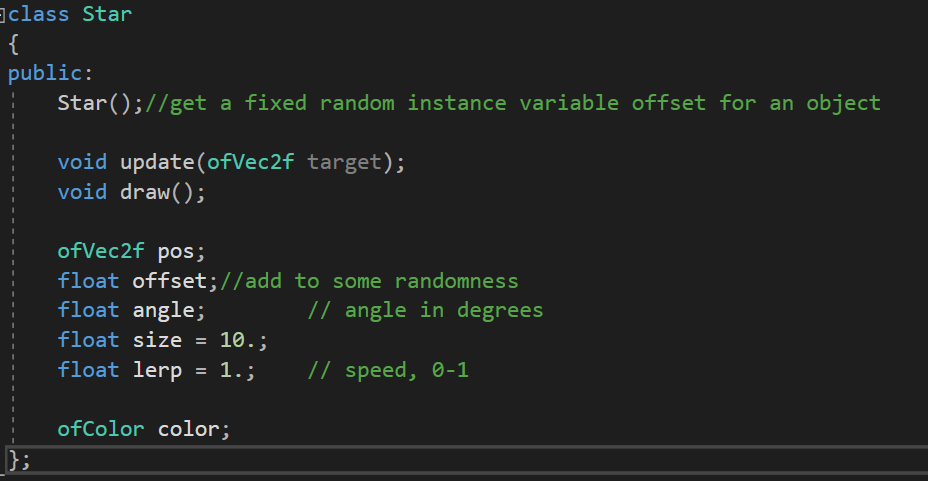 class Star
{
public:
    Star();//get a fixed random instance variable offset for an object
    void update(ofVec2f target);
    void draw();
    ofVec2f pos;
    float offset;//add to some randomness
    float angle;        // angle in degrees
    float size = 10.;
    float lerp = 1.;    // speed, 0-1
    ofColor color;
};